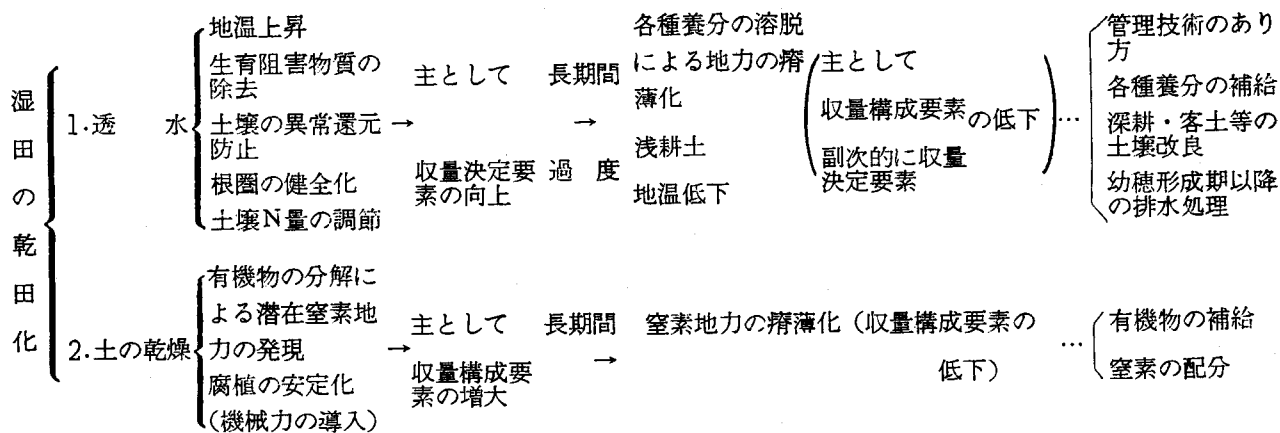 湿田の乾田化
1.透　水
地温上昇
生育阻害物質の
除去
土壌の異常還元
防止
根圏の健全化
土壌N量の調節
→
主として
収量決定要
素の向上
長期間
→
過　度
各種養分の溶脱
による地力の瘠
薄化
浅耕土
地温低下
主として
収量構成要素
副次的に収量
決定要素
の低下
…
管理技術のあり
方
各種養分の補給
深耕・客土等の
土壌改良
幼穂形成期以降
の排水処理
2.土の乾燥
有機物の分解に
よる潜在窒素地
力の発現
腐植の安定化
(機械力の導入)
→
主として
収量構成要
素の増大
長期間
→
窒素地力の瘠薄化（収量構成要素の
低下）
…
有機物の補給
窒素の配分